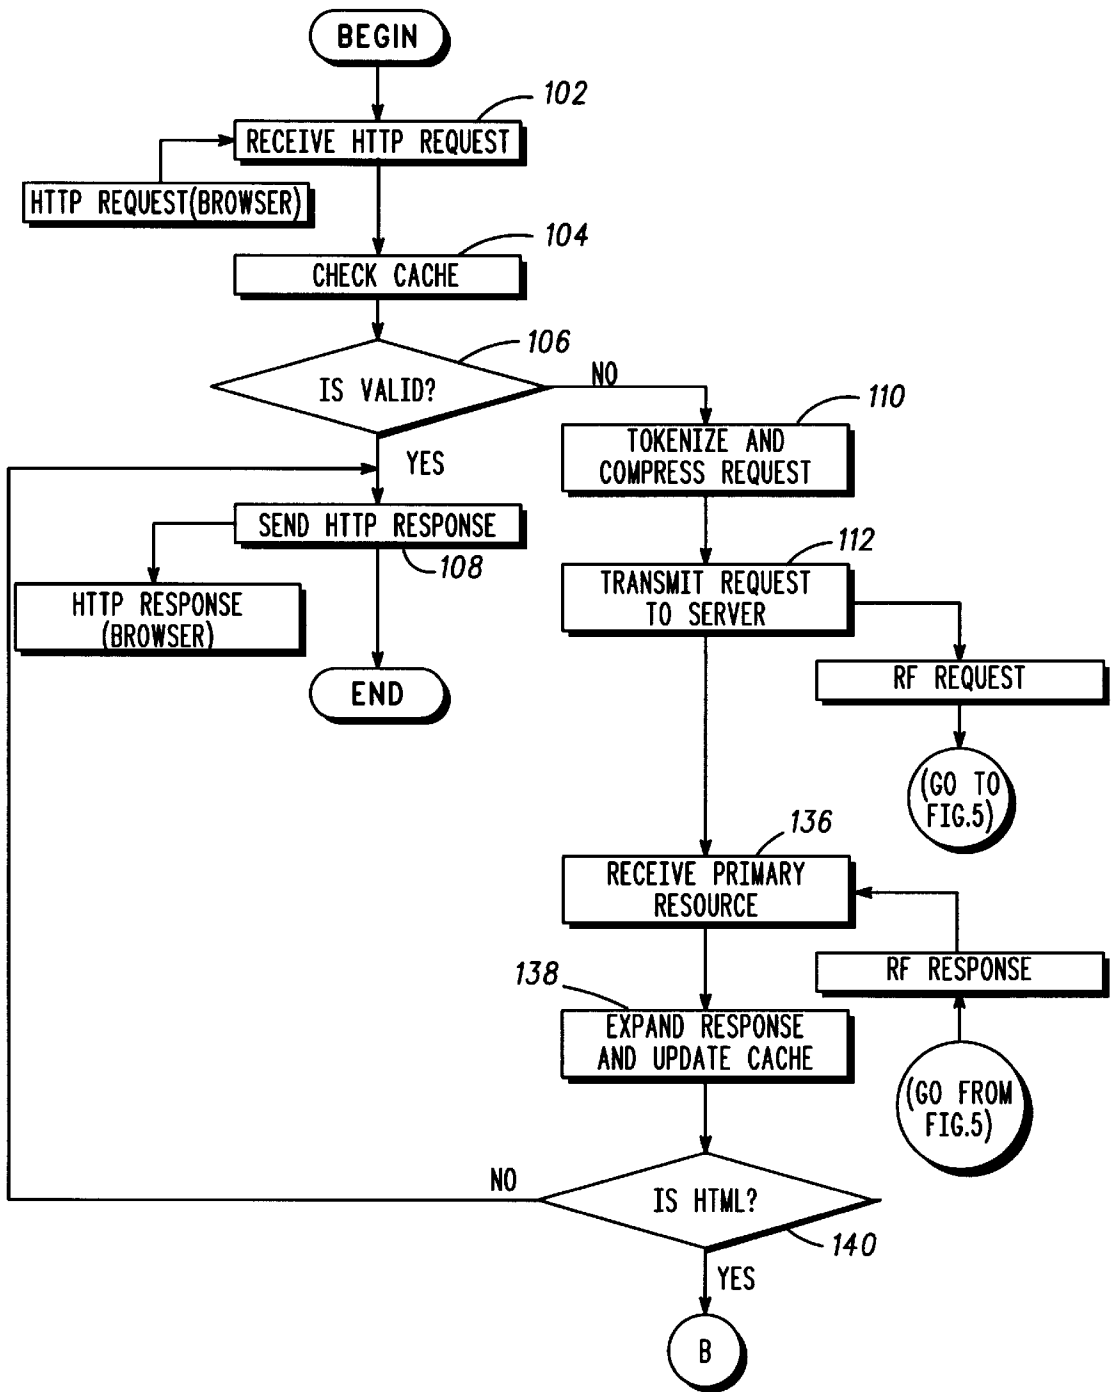 BEGIN
102
RECEIVE HTTP REQUEST
HTTP REQUEST(BROWSER)
104
CHECK CACHE
106
IS VALID?
NO
110
TOKENIZE AND
COMPRESS REQUEST
YES
SEND HTTP RESPONSE
108
112
TRANSMIT REQUEST
TO SERVER
HTTP RESPONSE
(BROWSER)
END
RF REQUEST
(GO TO
FIG.5)
136
RECEIVE PRIMARY
RESOURCE
RF RESPONSE
138
EXPAND RESPONSE
AND UPDATE CACHE
(GO FROM
FIG.5)
NO
IS HTML?
140
YES
B